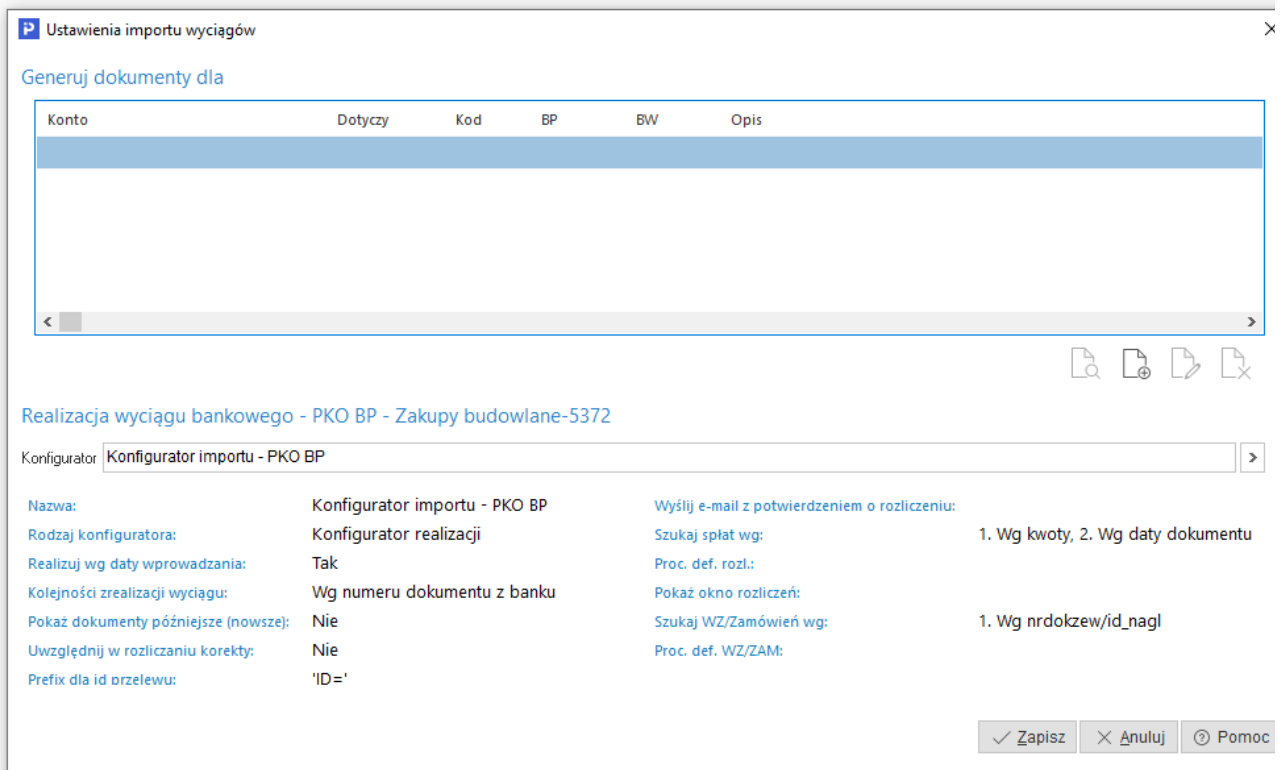 Ustawienia importu wyciągów
Generuj dokumenty dla
Konto Dotyczy Kod BP BW Opis
Realizacja wyciągu bankowego - PKO BP - Zakupy budowlane-5372
Konfigurator Konfigurator importu - PKO BP
Nazwa: Konfigurator importu - PKO BP Wyślij e-mail z potwierdzeniem o rozliczeniu:
Rodzaj konfiguratora: Konfigurator realizacji Szukaj spłat wg: 1. Wg kwoty, 2. Wg daty dokumentu
Realizuj wg daty wprowadzania: Tak Proc. def. rozl.:
Kolejności zrealizacji wyciągu: Wg numeru dokumentu z banku Pokaż okno rozliczeń:
Pokaż dokumenty późniejsze (nowsze): Nie Szukaj WZ/Zamówień wg: 1. Wg nrdokzew/id_nagl
Uwzględnij w rozliczaniu korekty: Nie Proc. def. WZ/ZAM:
Prefix dla id przelewu: 'ID='
Zapisz Anuluj Pomoc